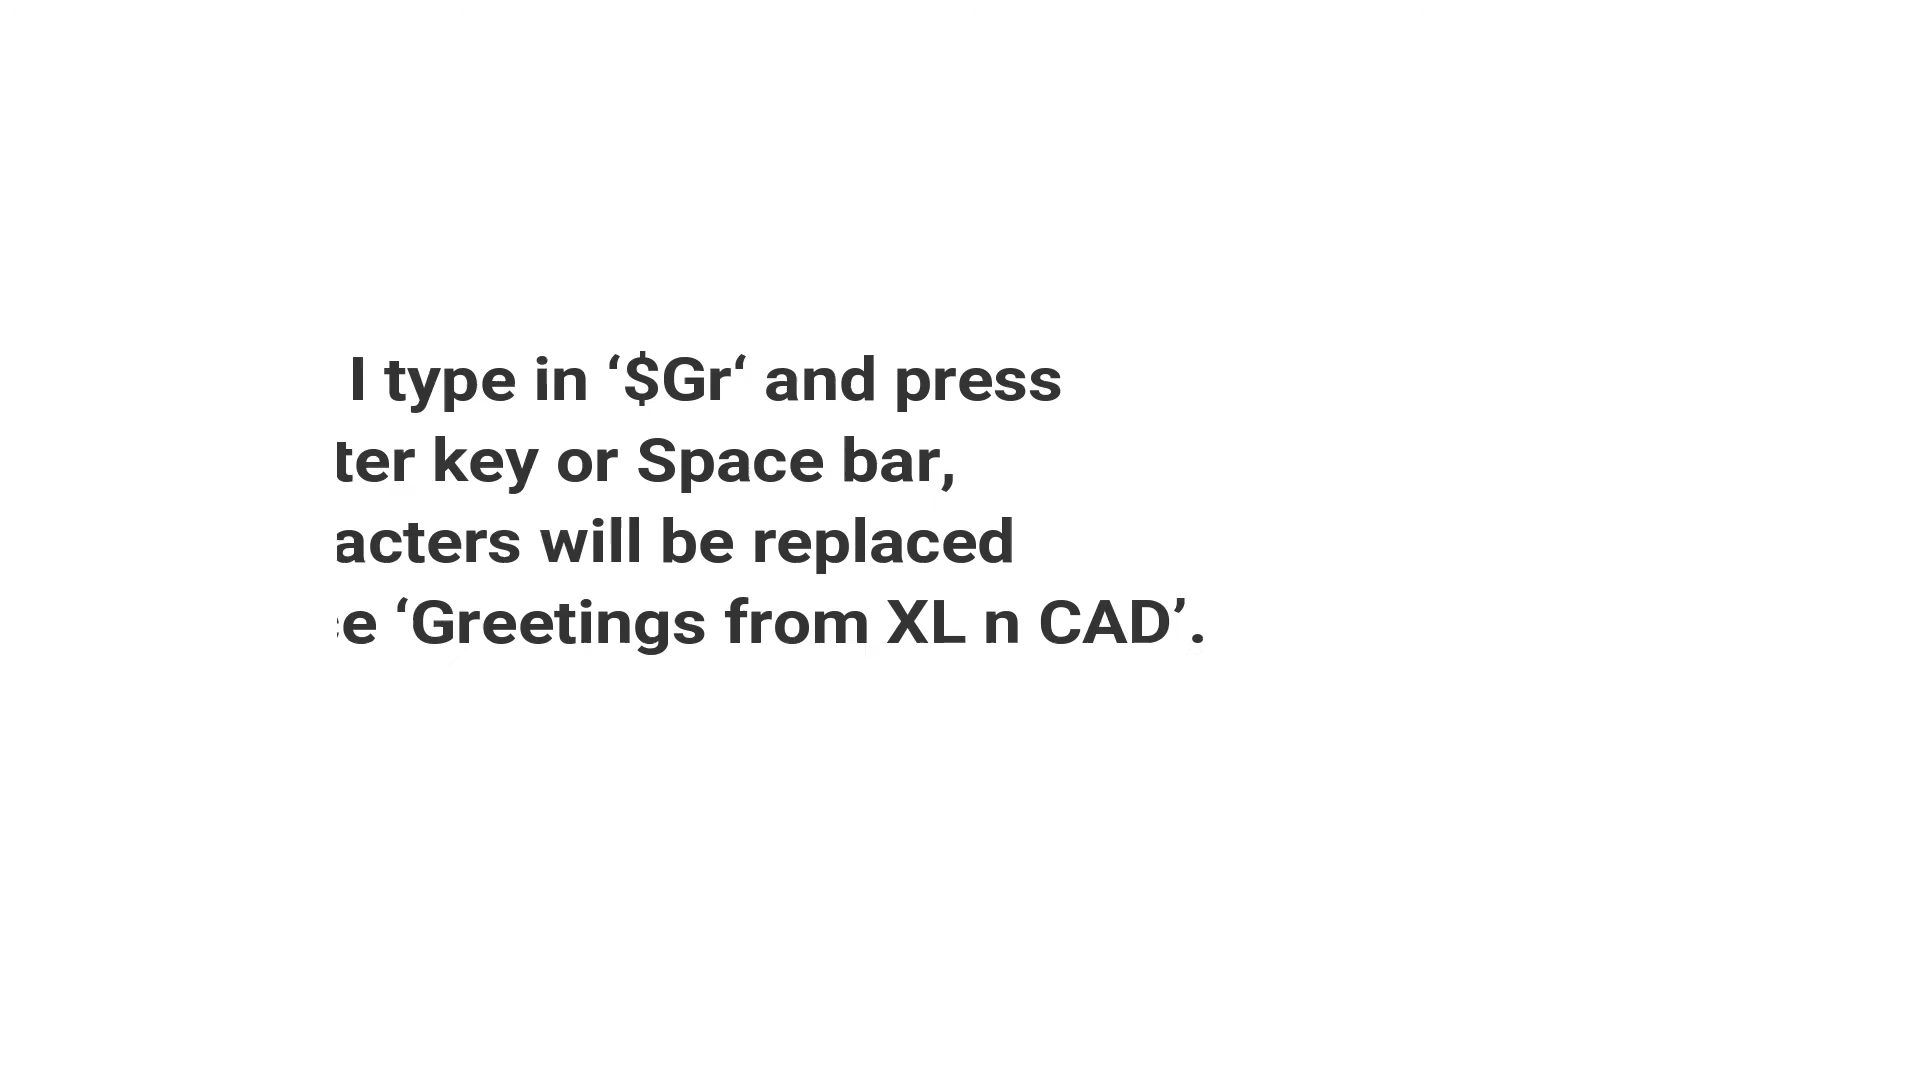 I type in ‘$Gr‘ and press
ter key or Space bar,
acters will be replaced
e ‘Greetings from XL n CAD’.